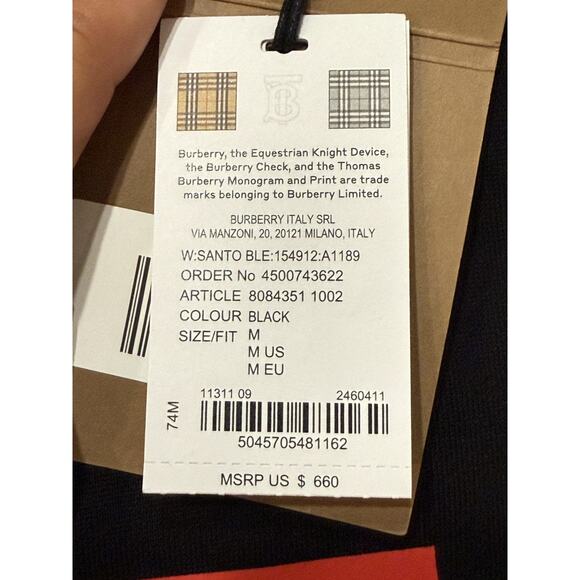 Burberry, the Equestrian Knight Device,
the Burberry Check, and the Thomas
Burberry Monogram and Print are trade
marks belonging to Burberry Limited.
BURBERRY ITALY SRL
VIA MANZONI, 20, 20121 MILANO, ITALY
W:SANTO BLE:154912:A1189
ORDER No 4500743622
ARTICLE 8084351 1002
COLOUR BLACK
SIZE/FIT M
M US
M EU
74M
11311 09 2460411
5045705481162
MSRP US $ 660